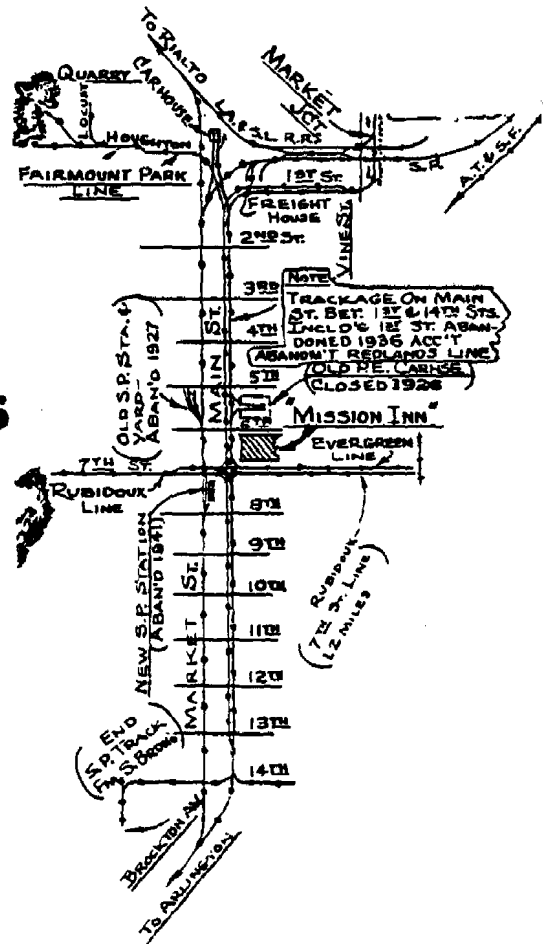 TO RIALTO
QUARRY
CARHOUSE
LOCUST
HOUGHTON
FAIRMOUNT PARK
LINE
MARKET
JCT.
L.A. & S.L. R.R.
S.P.
A.T. & S.F.
1ST ST.
FREIGHT
HOUSE
VINE ST.
2ND ST.
NOTE
TRACKAGE ON MAIN
ST. BET. 1ST & 14TH STS.
INCLD'G 1ST ST. ABAN-
DONED 1936 ACC'T
ABANDM'T REDLANDS LINE
3RD
4TH
5TH
6TH
MAIN ST.
OLD S.P. STA. &
YARD-
ABAN'D 1927
OLD P.E. CARHSE.
CLOSED 1926
"MISSION INN"
EVERGREEN
LINE
7TH ST.
RUBIDOUX
LINE
RUBIDOUX-
7TH ST. LINE
1.2 MILES
8TH
9TH
10TH
11TH
12TH
13TH
14TH
NEW S.P. STATION
(ABAN'D 1941)
MARKET ST.
END
S.P. TRACK
FM. S. BRDNO.
BROCKTON AV.
TO ARLINGTON